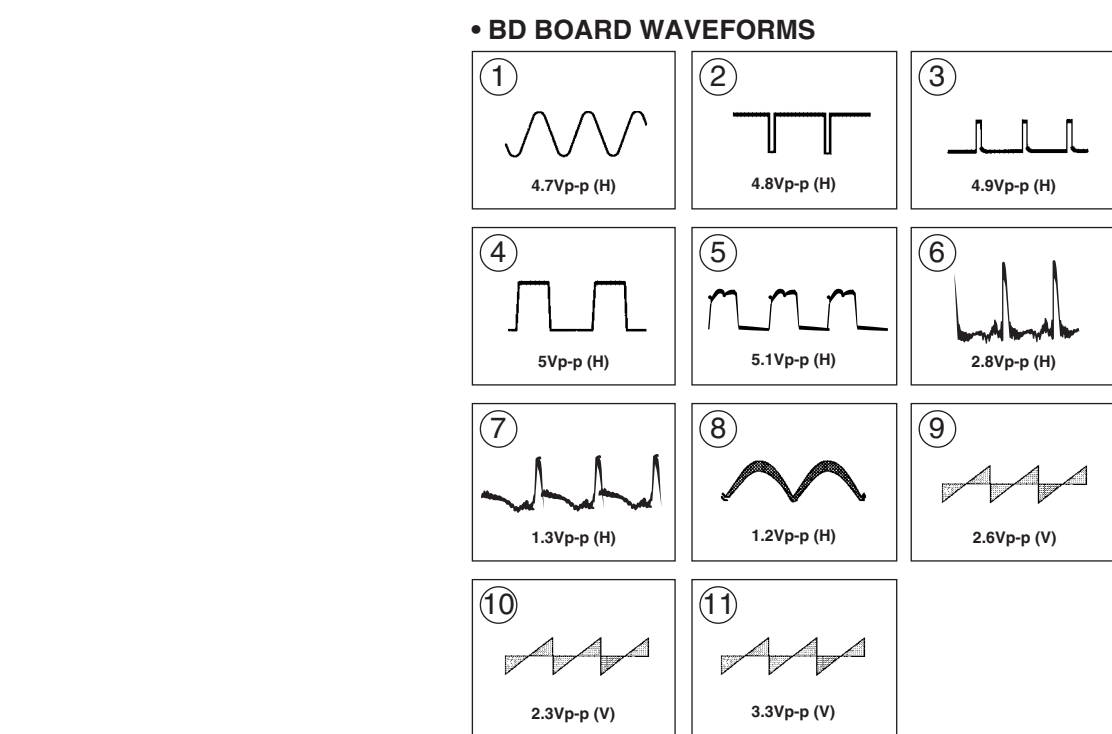 • BD BOARD WAVEFORMS
1
4.7Vp-p (H)
2
4.8Vp-p (H)
3
4.9Vp-p (H)
4
5Vp-p (H)
5
5.1Vp-p (H)
6
2.8Vp-p (H)
7
1.3Vp-p (H)
8
1.2Vp-p (H)
9
2.6Vp-p (V)
10
2.3Vp-p (V)
11
3.3Vp-p (V)